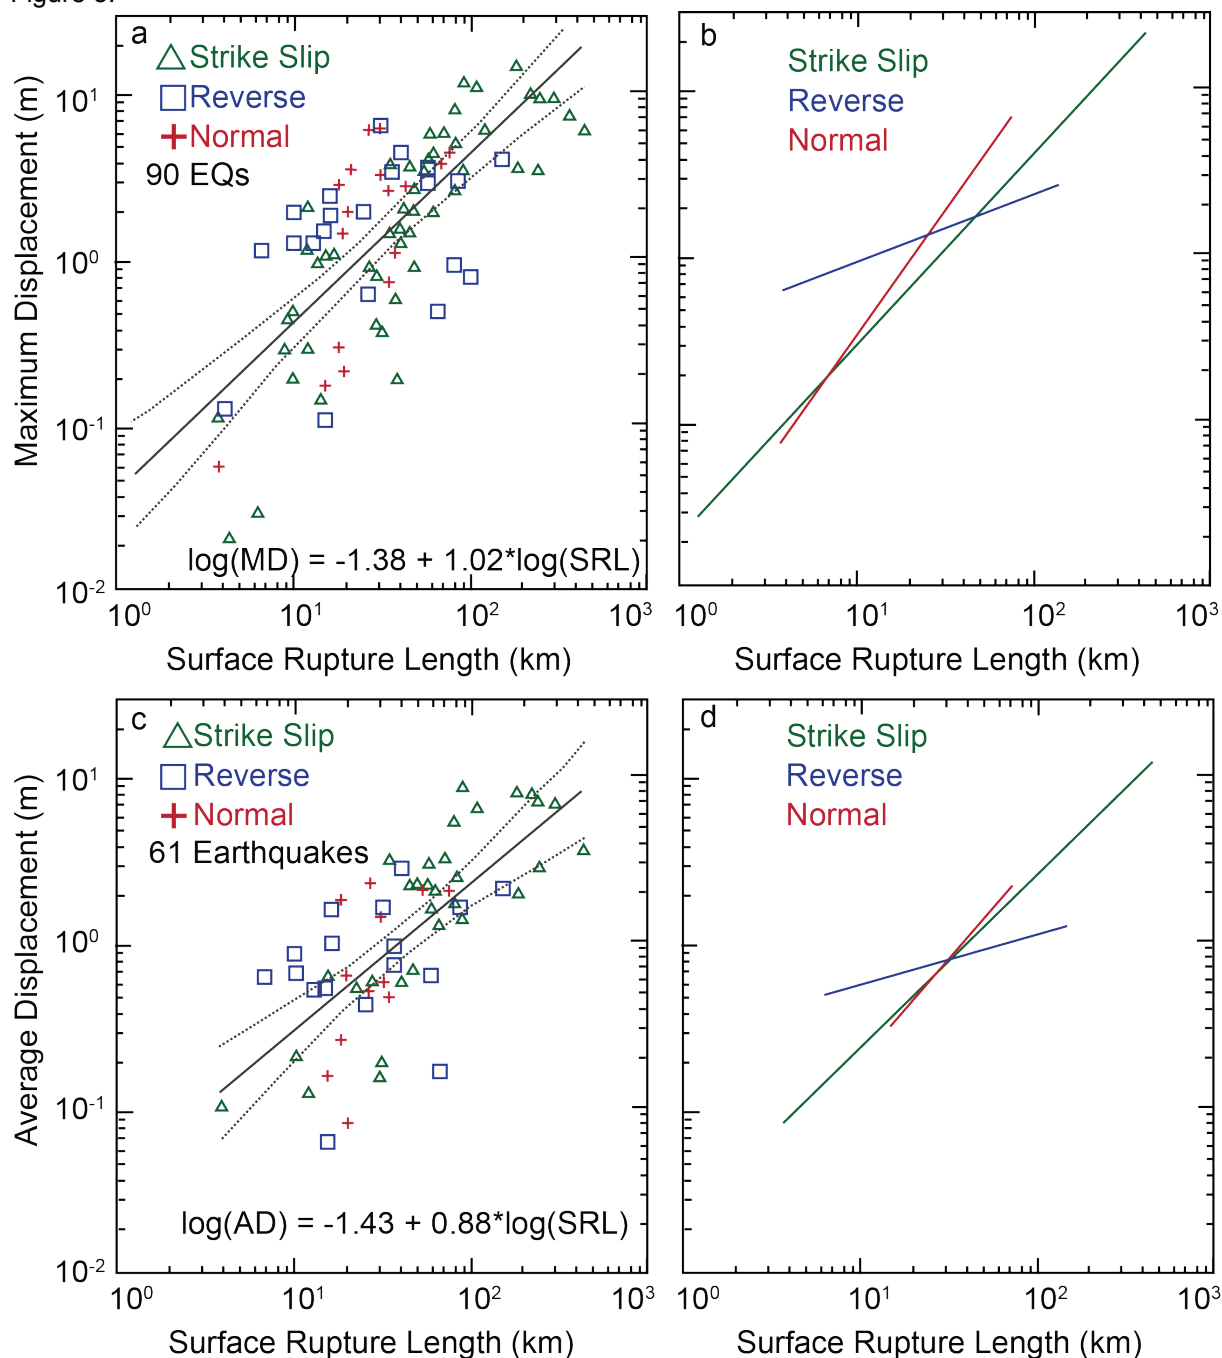 a
Strike Slip
Reverse
Normal
90 EQs
Maximum Displacement (m)
10^1
10^0
10^-1
10^-2
log(MD) = -1.38 + 1.02*log(SRL)
10^0 10^1 10^2 10^3
Surface Rupture Length (km)
b
Strike Slip
Reverse
Normal
10^0 10^1 10^2 10^3
Surface Rupture Length (km)
c
Strike Slip
Reverse
Normal
61 Earthquakes
Average Displacement (m)
10^1
10^0
10^-1
10^-2
log(AD) = -1.43 + 0.88*log(SRL)
10^0 10^1 10^2 10^3
Surface Rupture Length (km)
d
Strike Slip
Reverse
Normal
10^0 10^1 10^2 10^3
Surface Rupture Length (km)